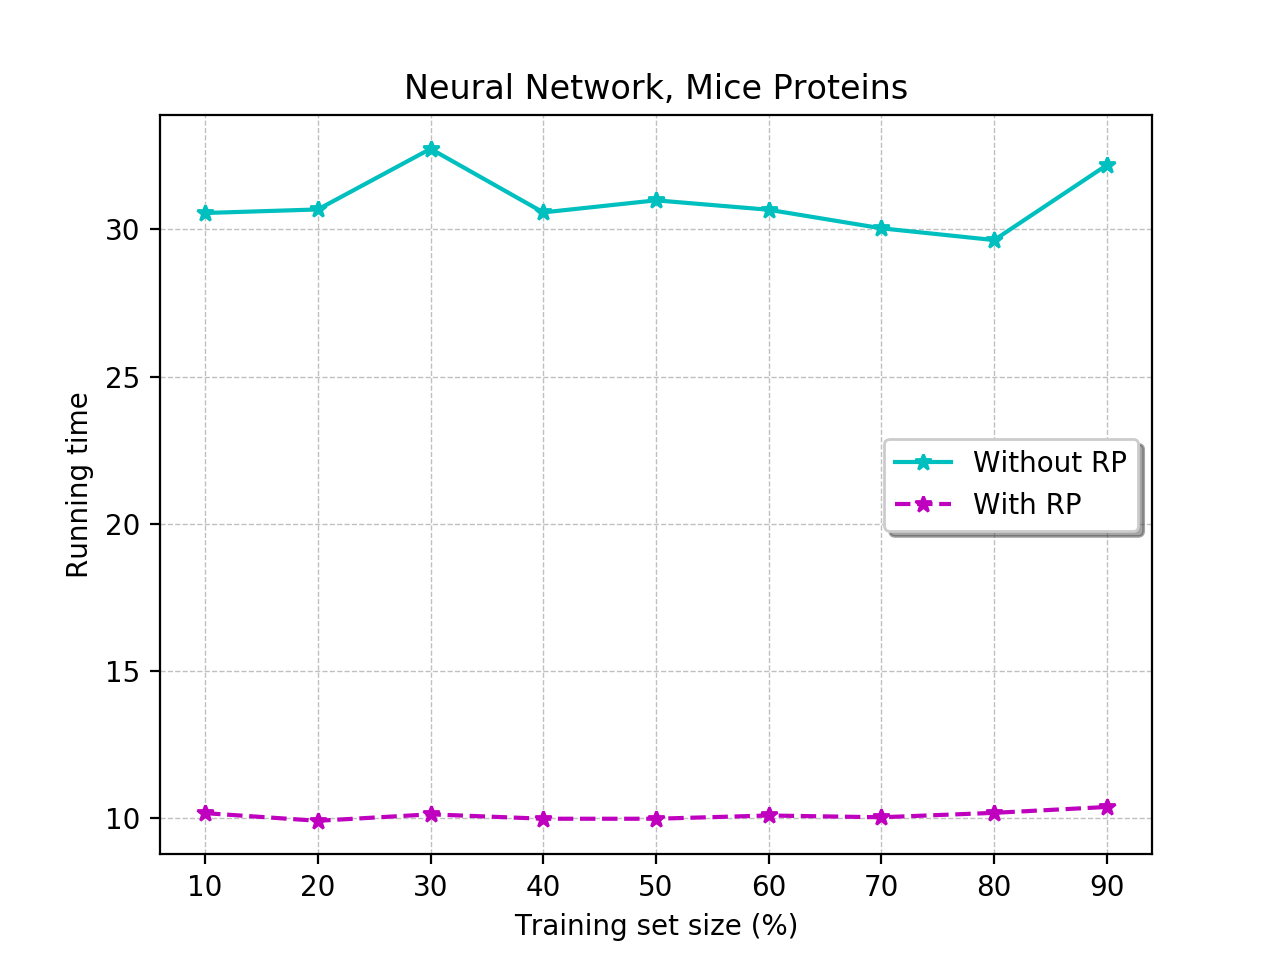 Neural Network, Mice Proteins
Running time
30
25
20
15
10
Without RP
With RP
10 20 30 40 50 60 70 80 90
Training set size (%)